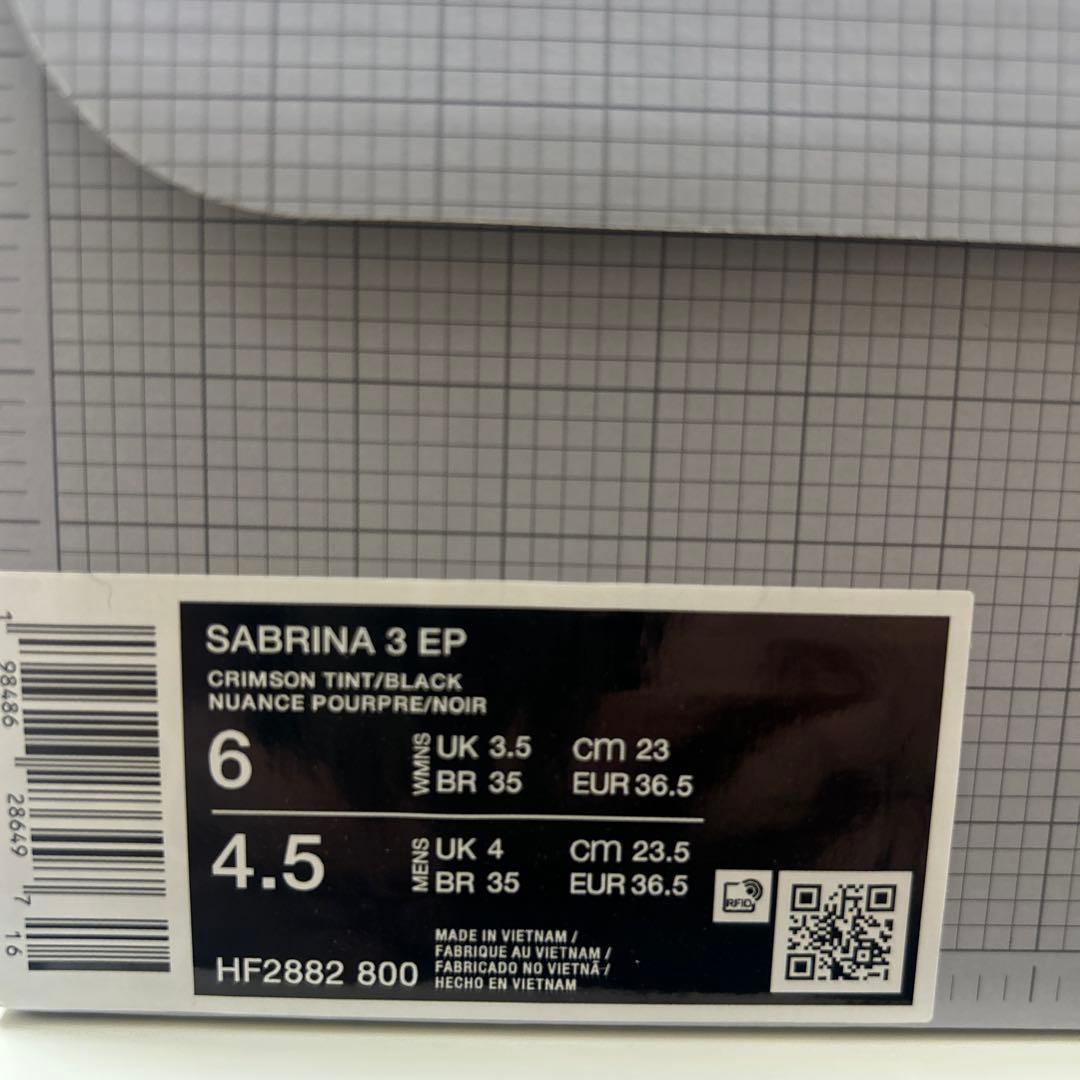 SABRINA 3 EP
CRIMSON TINT/BLACK
NUANCE POURPRE/NOIR
6 WMNS UK 3.5 cm 23
BR 35 EUR 36.5
4.5 MENS UK 4 cm 23.5
BR 35 EUR 36.5
RFID
HF2882 800
MADE IN VIETNAM /
FABRIQUE AU VIETNAM /
FABRICADO NO VIETNÃ /
HECHO EN VIETNAM
1 98486 28649 7 16